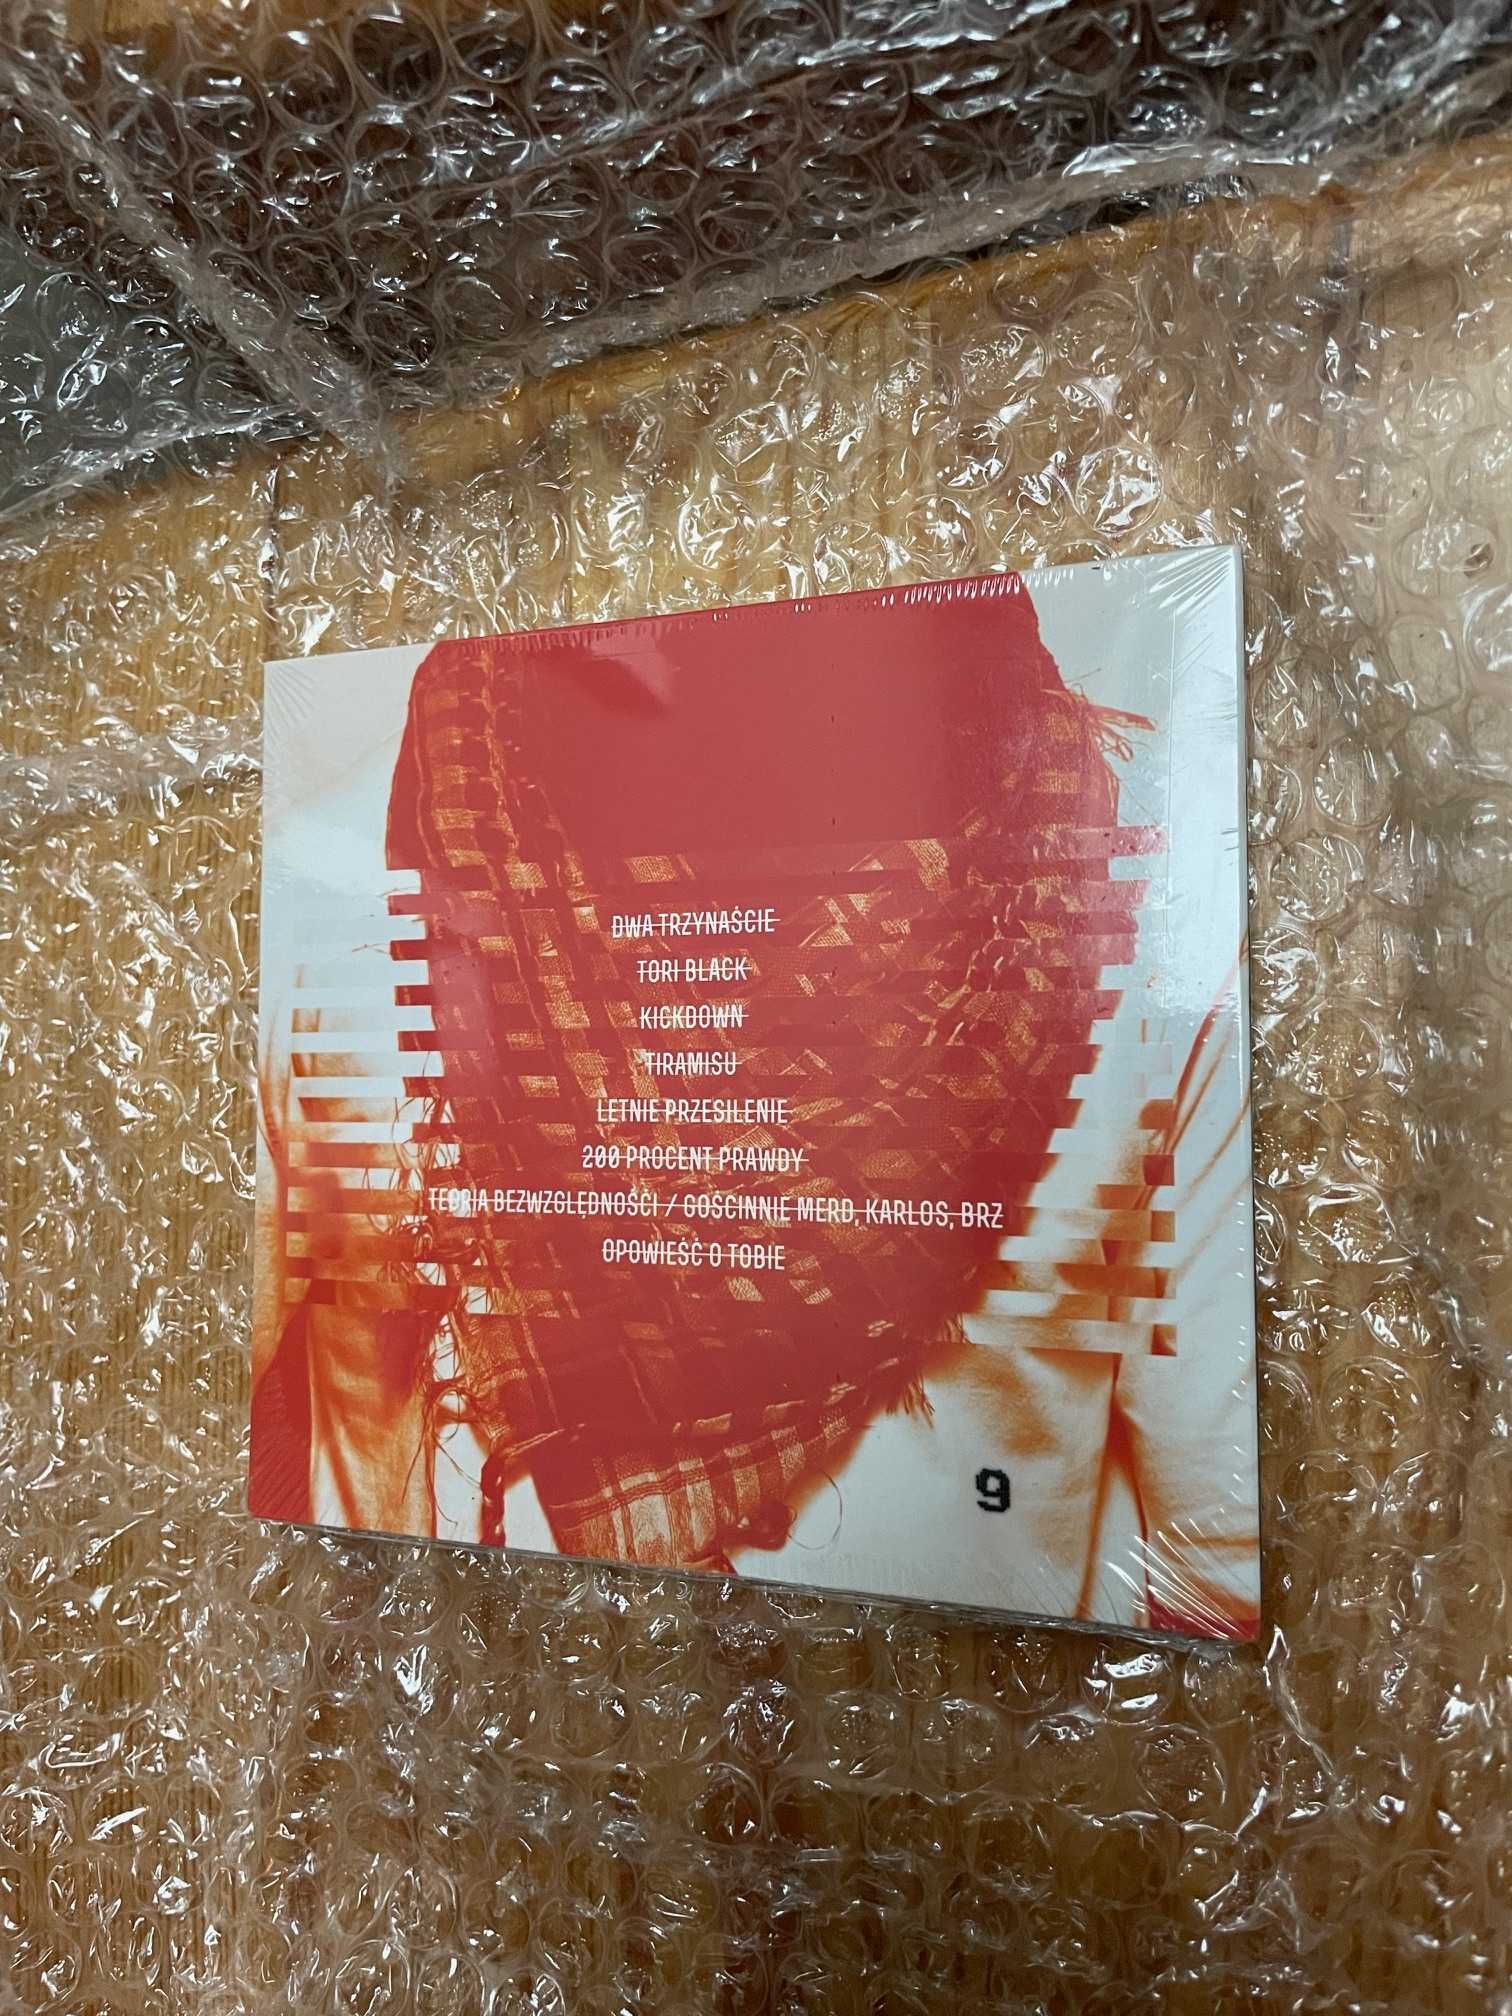 DWA TRZYNAŚCIE
TORI BLACK
KICKDOWN
TIRAMISU
LETNIE PRZESILENIE
200 PROCENT PRAWDY
TEORIA BEZWZGLĘDNOŚCI / GOŚCINNIE MERD, KARLOS, BRZ
OPOWIEŚĆ O TOBIE
9